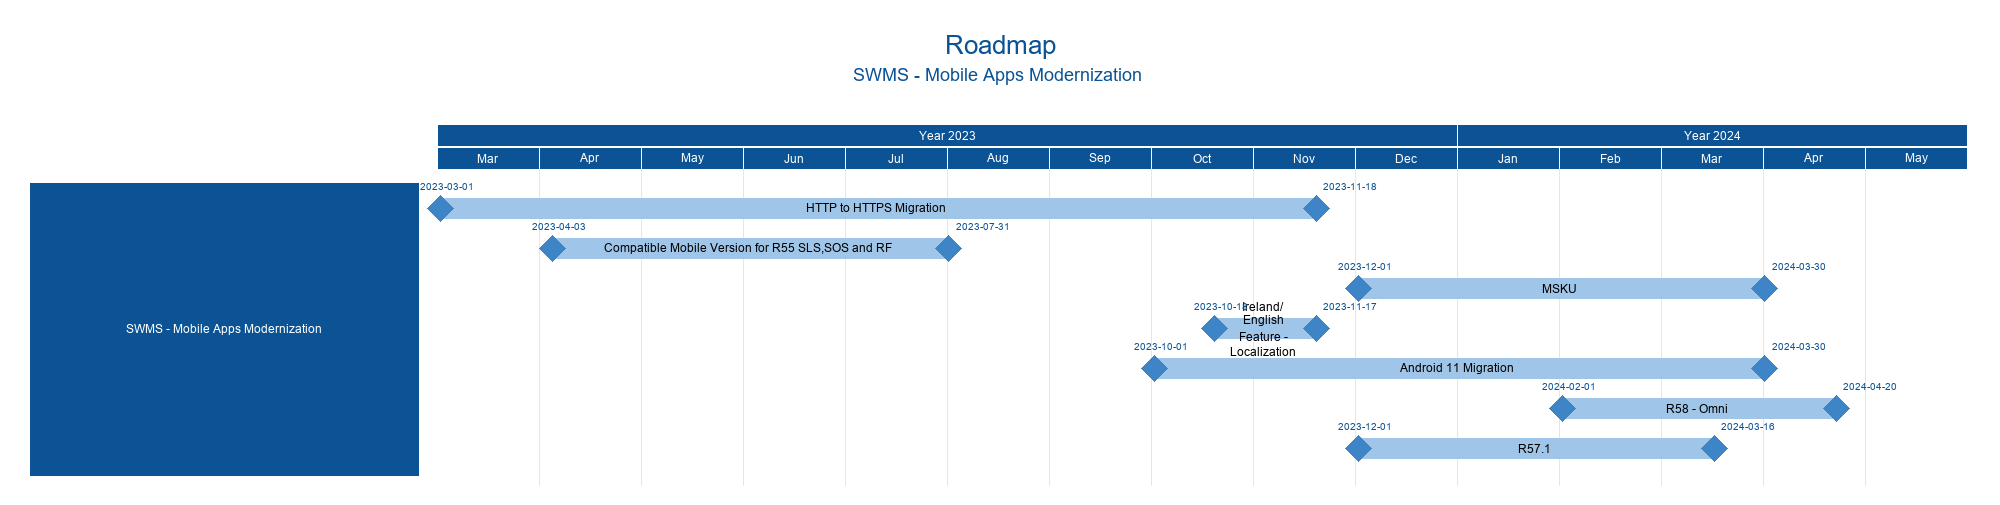 Roadmap
SWMS - Mobile Apps Modernization
Year 2023 Year 2024
Mar Apr May Jun Jul Aug Sep Oct Nov Dec Jan Feb Mar Apr May
SWMS - Mobile Apps Modernization
2023-03-01 2023-11-18
HTTP to HTTPS Migration
2023-04-03 2023-07-31
Compatible Mobile Version for R55 SLS,SOS and RF
2023-12-01 2024-03-30
MSKU
2023-11-17
Ireland/
English
Feature -
Localization
2023-10-01 2024-03-30
Android 11 Migration
2024-02-01 2024-04-20
R58 - Omni
2023-12-01 2024-03-16
R57.1